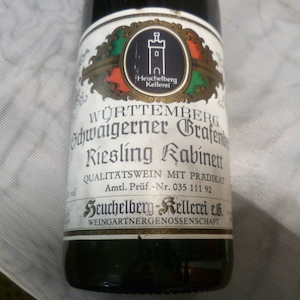 Heuchelberg
Kellerei
WÜRTTEMBERG
Schwaigerner Grafenberg
Riesling Kabinett
QUALITÄTSWEIN MIT PRÄDIKAT
Amtl. Prüf.-Nr. 035 111 92
Heuchelberg-Kellerei e.G.
WEINGÄRTNERGENOSSENSCHAFT